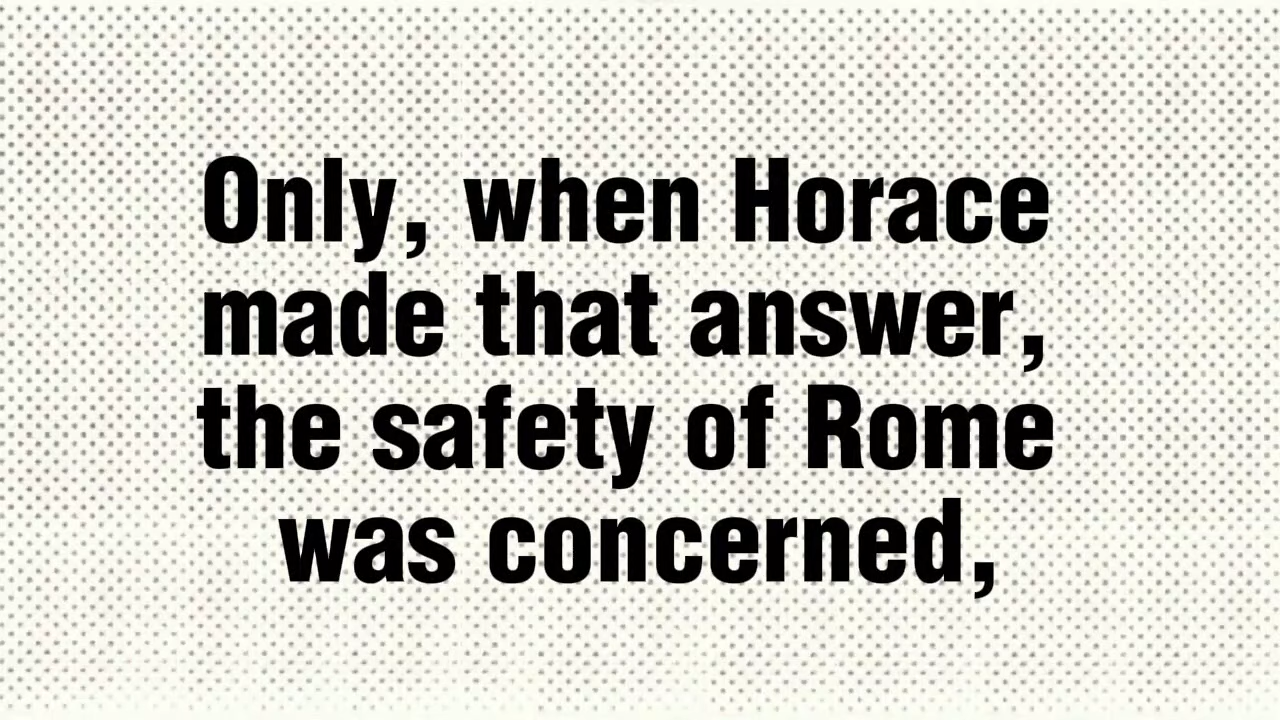 Only, when Horace
made that answer,
the safety of Rome
was concerned,